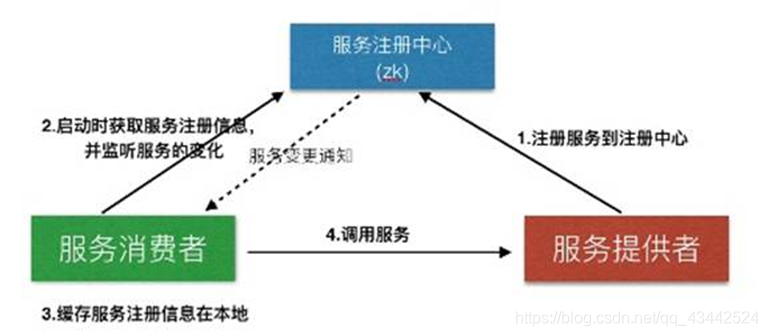 服务注册中心
(zk)
2.启动时获取服务注册信息，
并监听服务的变化
服务变更通知
1.注册服务到注册中心
服务消费者
4.调用服务
服务提供者
3.缓存服务注册信息在本地
https://blog.csdn.net/qq_43442524